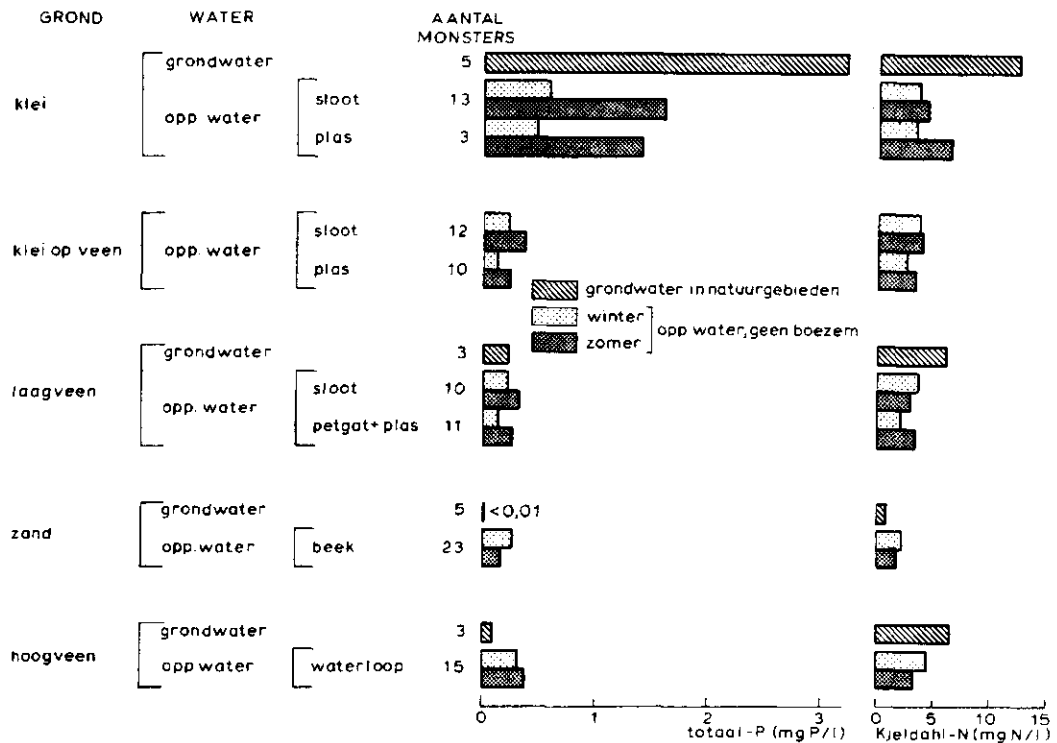 GROND WATER AANTAL MONSTERS
grondwater 5
klei opp. water sloot 13
plas 3
klei op veen opp. water sloot 12
plas 10
grondwater in natuurgebieden
winter
zomer
opp water, geen boezem
grondwater 3
laagveen opp. water sloot 10
petgat+plas 11
grondwater 5 <0,01
zand opp. water beek 23
grondwater 3
hoogveen opp water waterloop 15
0 1 2 3 0 5 10 15
totaal-P (mg P/l) Kjeldahl-N (mg N/l)